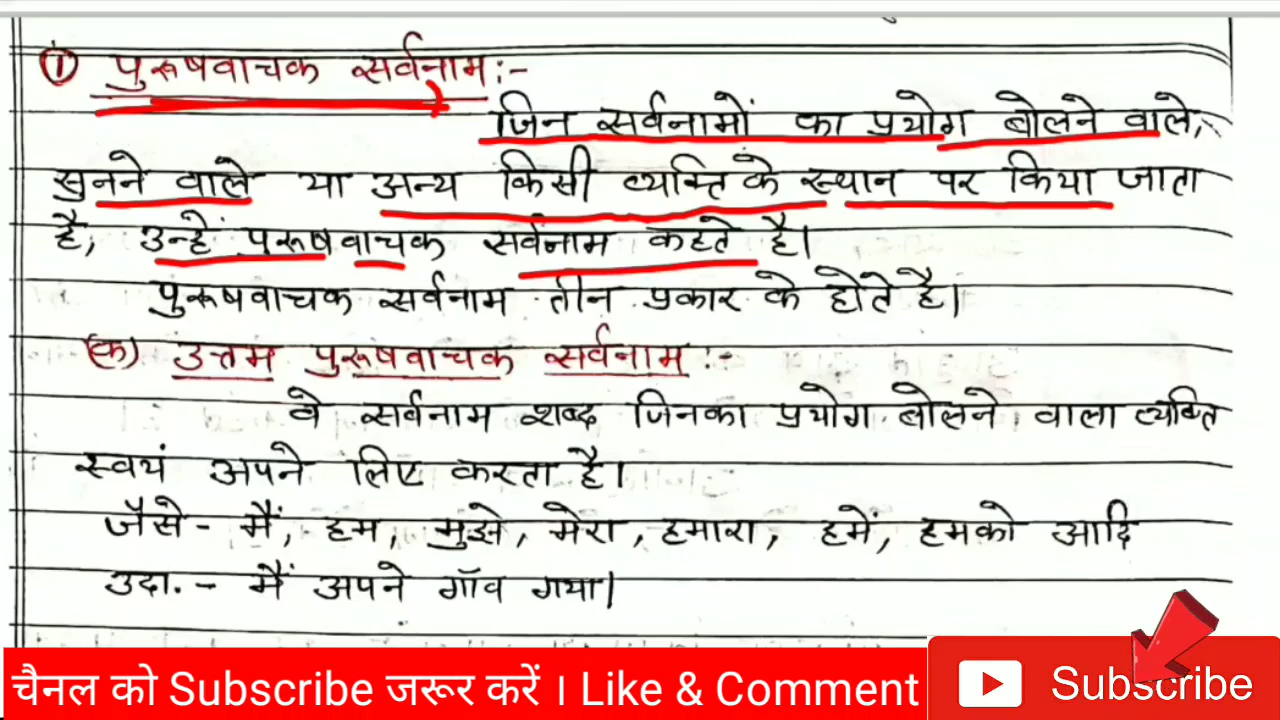 ① पुरूषवाचक सर्वनाम :-
जिन सर्वनामों का प्रयोग बोलने वाले,
सुनने वाले या अन्य किसी व्यक्ति के स्थान पर किया जाता
है, उन्हें पुरूषवाचक सर्वनाम कहते है।
पुरूषवाचक सर्वनाम तीन प्रकार के होते है।
(क) उत्तम पुरूषवाचक सर्वनाम :-
वे सर्वनाम शब्द जिनका प्रयोग बोलने वाला व्यक्ति
स्वयं अपने लिए करता है।
जैसे - मैं, हम, मुझे, मेरा, हमारा, हमें, हमको आदि
उदा. - मैं अपने गॉव गया।
चैनल को Subscribe जरूर करें । Like & Comment
Subscribe